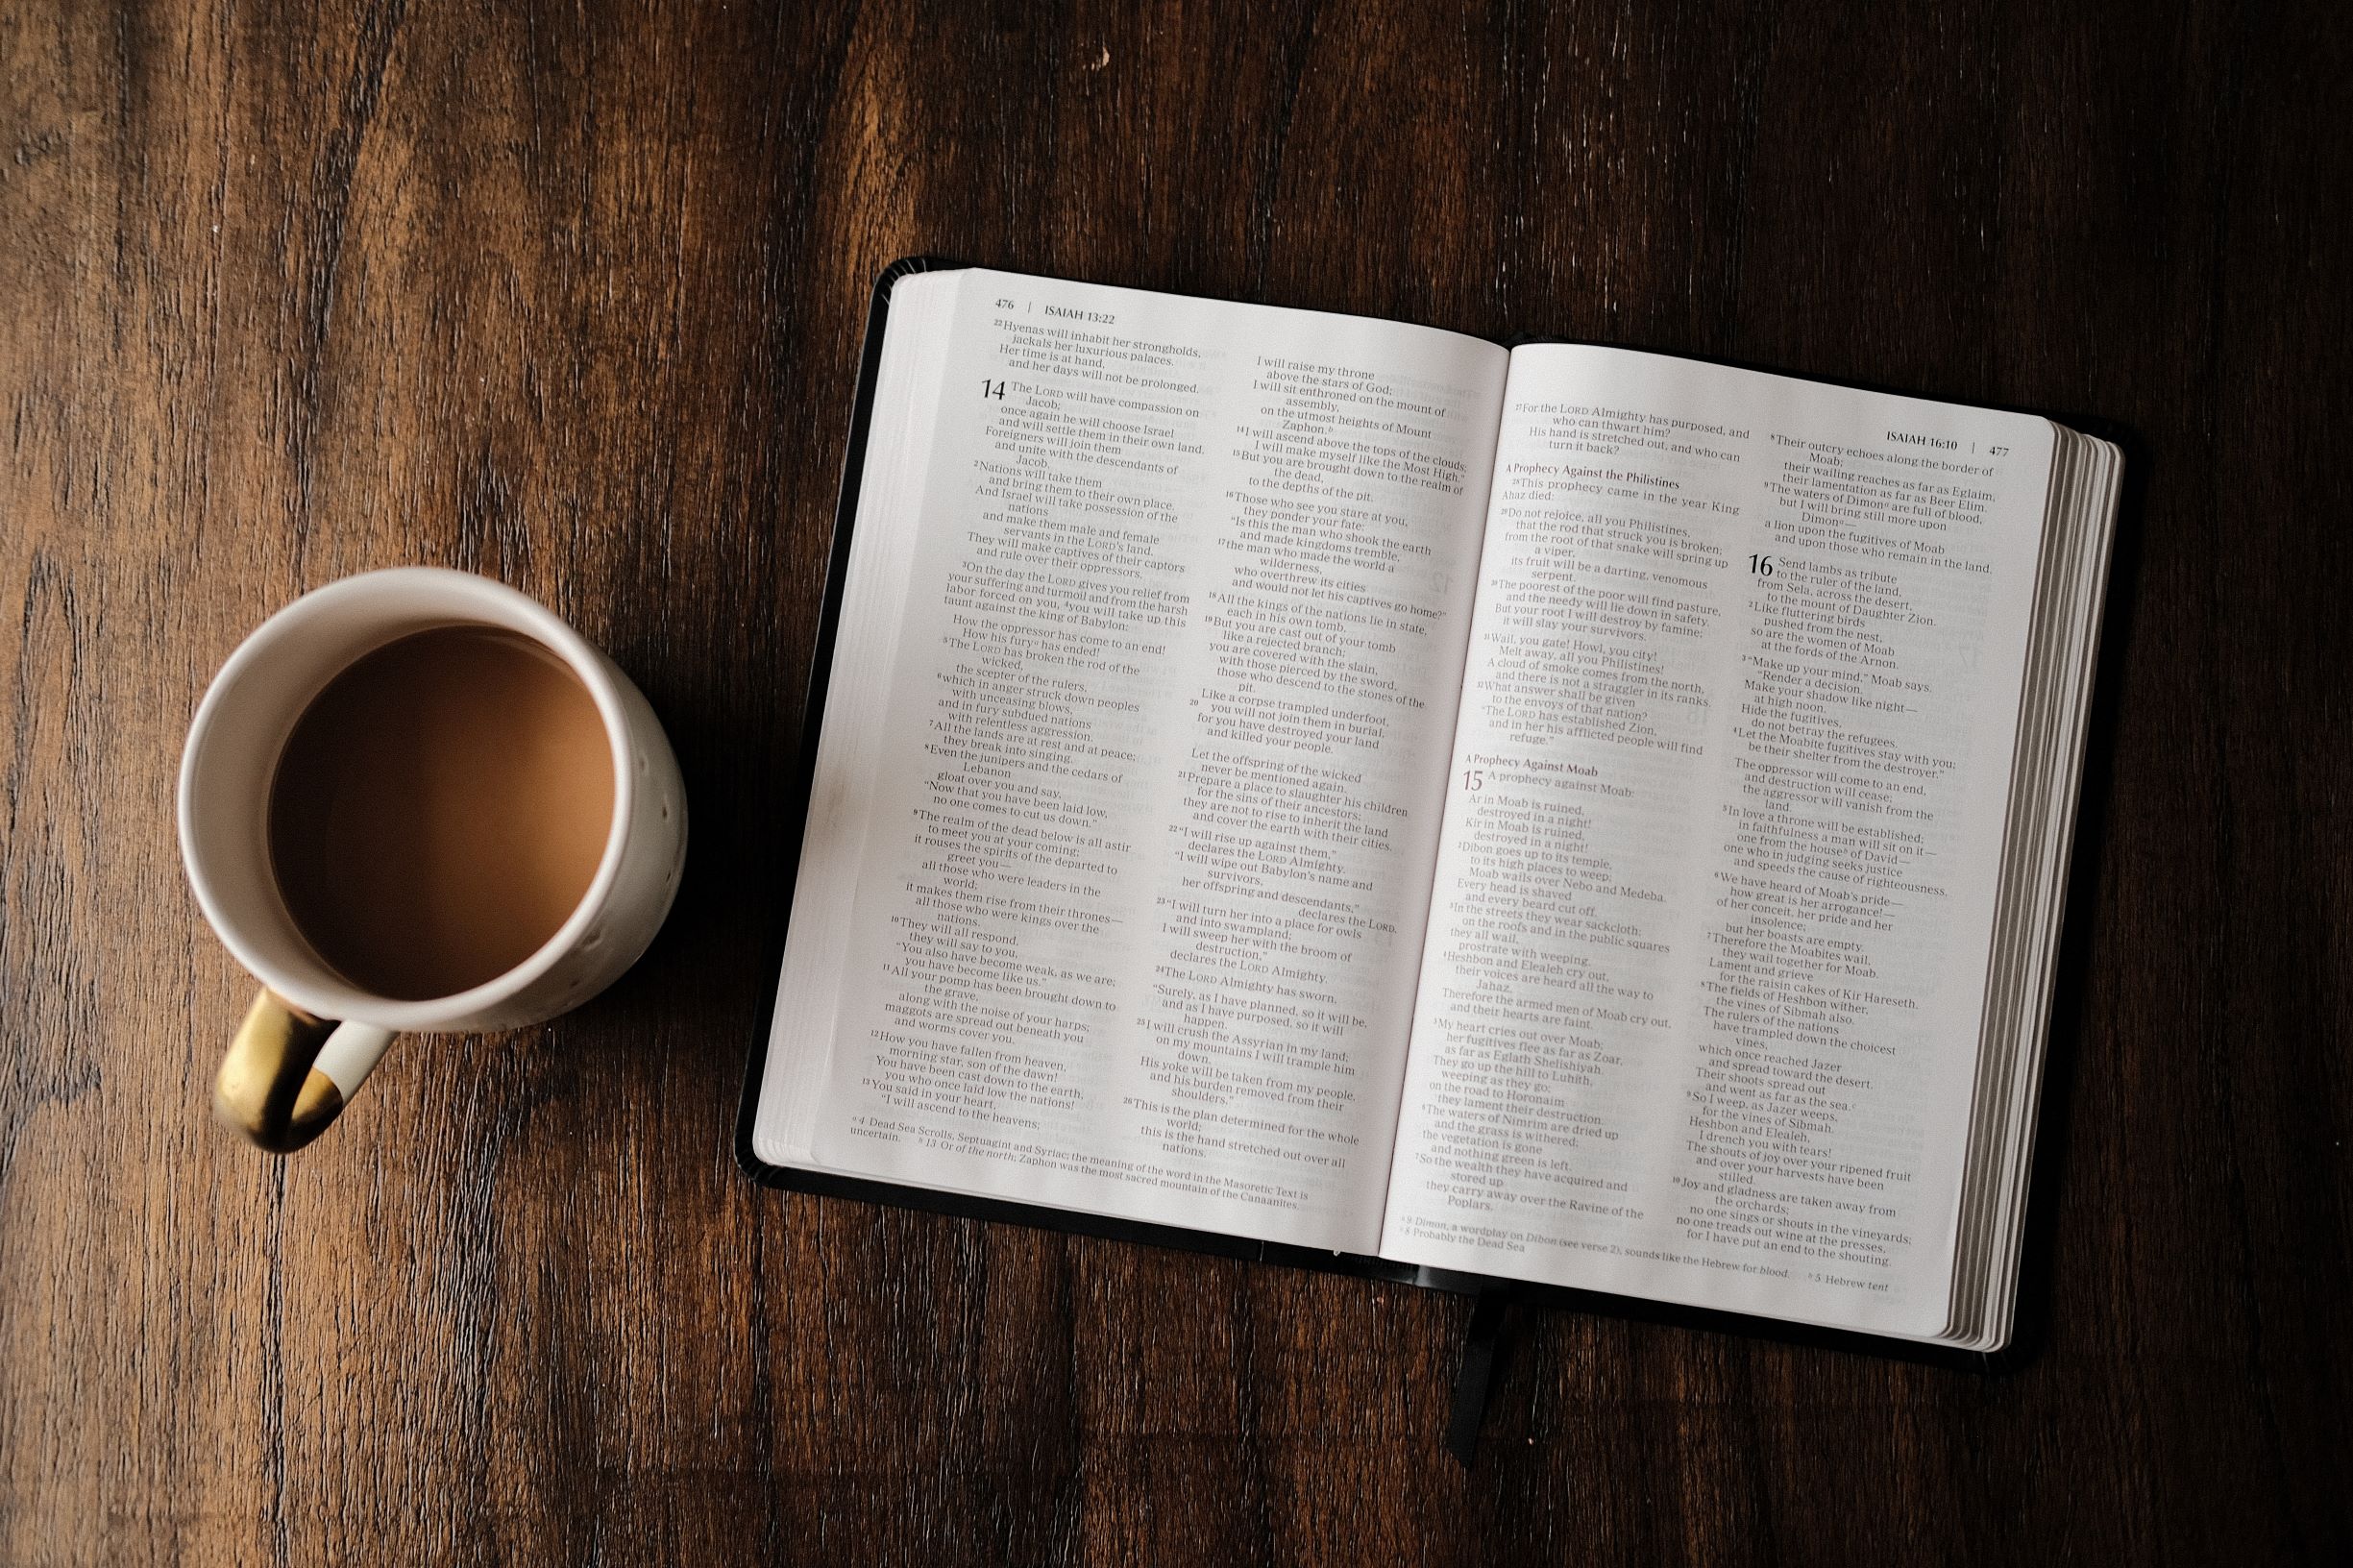 476 | ISAIAH 13:22
22 Hyenas will inhabit her strongholds,
jackals her luxurious palaces.
Her time is at hand,
and her days will not be prolonged.
14 The LORD will have compassion on
Jacob;
once again he will choose Israel
and will settle them in their own land.
Foreigners will join them
and unite with the descendants of
Jacob.
2 Nations will take them
and bring them to their own place.
And Israel will take possession of the
nations
and make them male and female
servants in the LORD's land.
They will make captives of their captors
and rule over their oppressors.
3 On the day the LORD gives you relief from
your suffering and turmoil and from the harsh
labor forced on you, 4 you will take up this
taunt against the king of Babylon:
How the oppressor has come to an end!
How his fury a has ended!
5 The LORD has broken the rod of the
wicked,
the scepter of the rulers,
6 which in anger struck down peoples
with unceasing blows,
and in fury subdued nations
with relentless aggression.
7 All the lands are at rest and at peace;
they break into singing.
8 Even the junipers and the cedars of
Lebanon
gloat over you and say,
"Now that you have been laid low,
no one comes to cut us down."
9 The realm of the dead below is all astir
to meet you at your coming;
it rouses the spirits of the departed to
greet you—
all those who were leaders in the
world;
it makes them rise from their thrones—
all those who were kings over the
nations.
10 They will all respond,
they will say to you,
"You also have become weak, as we are;
you have become like us."
11 All your pomp has been brought down to
the grave,
along with the noise of your harps;
maggots are spread out beneath you
and worms cover you.
12 How you have fallen from heaven,
morning star, son of the dawn!
You have been cast down to the earth,
you who once laid low the nations!
13 You said in your heart,
"I will ascend to the heavens;
I will raise my throne
above the stars of God;
I will sit enthroned on the mount of
assembly,
on the utmost heights of Mount
Zaphon. b
14 I will ascend above the tops of the clouds;
I will make myself like the Most High."
15 But you are brought down to the realm of
the dead,
to the depths of the pit.
16 Those who see you stare at you,
they ponder your fate:
"Is this the man who shook the earth
and made kingdoms tremble,
17 the man who made the world a
wilderness,
who overthrew its cities
and would not let his captives go home?"
18 All the kings of the nations lie in state,
each in his own tomb.
19 But you are cast out of your tomb
like a rejected branch;
you are covered with the slain,
with those pierced by the sword,
those who descend to the stones of the
pit.
Like a corpse trampled underfoot,
20 you will not join them in burial,
for you have destroyed your land
and killed your people.
Let the offspring of the wicked
never be mentioned again.
21 Prepare a place to slaughter his children
for the sins of their ancestors;
they are not to rise to inherit the land
and cover the earth with their cities.
22 "I will rise up against them,"
declares the LORD Almighty.
"I will wipe out Babylon's name and
survivors,
her offspring and descendants,"
declares the LORD.
23 "I will turn her into a place for owls
and into swampland;
I will sweep her with the broom of
destruction,"
declares the LORD Almighty.
24 The LORD Almighty has sworn,
"Surely, as I have planned, so it will be,
and as I have purposed, so it will
happen.
25 I will crush the Assyrian in my land;
on my mountains I will trample him
down.
His yoke will be taken from my people,
and his burden removed from their
shoulders."
26 This is the plan determined for the whole
world;
this is the hand stretched out over all
nations.
a 4 Dead Sea Scrolls, Septuagint and Syriac; the meaning of the word in the Masoretic Text is
uncertain. b 13 Or of the north; Zaphon was the most sacred mountain of the Canaanites.
ISAIAH 16:10 | 477
27 For the LORD Almighty has purposed, and
who can thwart him?
His hand is stretched out, and who can
turn it back?
A Prophecy Against the Philistines
28 This prophecy came in the year King
Ahaz died:
29 Do not rejoice, all you Philistines,
that the rod that struck you is broken;
from the root of that snake will spring up
a viper,
its fruit will be a darting, venomous
serpent.
30 The poorest of the poor will find pasture,
and the needy will lie down in safety.
But your root I will destroy by famine;
it will slay your survivors.
31 Wail, you gate! Howl, you city!
Melt away, all you Philistines!
A cloud of smoke comes from the north,
and there is not a straggler in its ranks.
32 What answer shall be given
to the envoys of that nation?
"The LORD has established Zion,
and in her his afflicted people will find
refuge."
A Prophecy Against Moab
15 A prophecy against Moab:
Ar in Moab is ruined,
destroyed in a night!
Kir in Moab is ruined,
destroyed in a night!
2 Dibon goes up to its temple,
to its high places to weep;
Moab wails over Nebo and Medeba.
Every head is shaved
and every beard cut off.
3 In the streets they wear sackcloth;
on the roofs and in the public squares
they all wail,
prostrate with weeping.
4 Heshbon and Elealeh cry out,
their voices are heard all the way to
Jahaz.
Therefore the armed men of Moab cry out,
and their hearts are faint.
5 My heart cries out over Moab;
her fugitives flee as far as Zoar,
as far as Eglath Shelishiyah.
They go up the hill to Luhith,
weeping as they go;
on the road to Horonaim
they lament their destruction.
6 The waters of Nimrim are dried up
and the grass is withered;
the vegetation is gone
and nothing green is left.
7 So the wealth they have acquired and
stored up
they carry away over the Ravine of the
Poplars.
8 Their outcry echoes along the border of
Moab;
their wailing reaches as far as Eglaim,
their lamentation as far as Beer Elim.
9 The waters of Dimon a are full of blood,
but I will bring still more upon
Dimon a—
a lion upon the fugitives of Moab
and upon those who remain in the land.
16 Send lambs as tribute
to the ruler of the land,
from Sela, across the desert,
to the mount of Daughter Zion.
2 Like fluttering birds
pushed from the nest,
so are the women of Moab
at the fords of the Arnon.
3 "Make up your mind," Moab says.
"Render a decision.
Make your shadow like night—
at high noon.
Hide the fugitives,
do not betray the refugees.
4 Let the Moabite fugitives stay with you;
be their shelter from the destroyer."
The oppressor will come to an end,
and destruction will cease;
the aggressor will vanish from the
land.
5 In love a throne will be established;
in faithfulness a man will sit on it—
one from the house b of David—
one who in judging seeks justice
and speeds the cause of righteousness.
6 We have heard of Moab's pride—
how great is her arrogance!—
of her conceit, her pride and her
insolence;
but her boasts are empty.
7 Therefore the Moabites wail,
they wail together for Moab.
Lament and grieve
for the raisin cakes of Kir Hareseth.
8 The fields of Heshbon wither,
the vines of Sibmah also.
The rulers of the nations
have trampled down the choicest
vines,
which once reached Jazer
and spread toward the desert.
Their shoots spread out
and went as far as the sea. c
9 So I weep, as Jazer weeps,
for the vines of Sibmah.
Heshbon and Elealeh,
I drench you with tears!
The shouts of joy over your ripened fruit
and over your harvests have been
stilled.
10 Joy and gladness are taken away from
the orchards;
no one sings or shouts in the vineyards;
no one treads out wine at the presses,
for I have put an end to the shouting.
a 9 Dimon, a wordplay on Dibon (see verse 2), sounds like the Hebrew for blood. b 5 Hebrew tent
c 8 Probably the Dead Sea